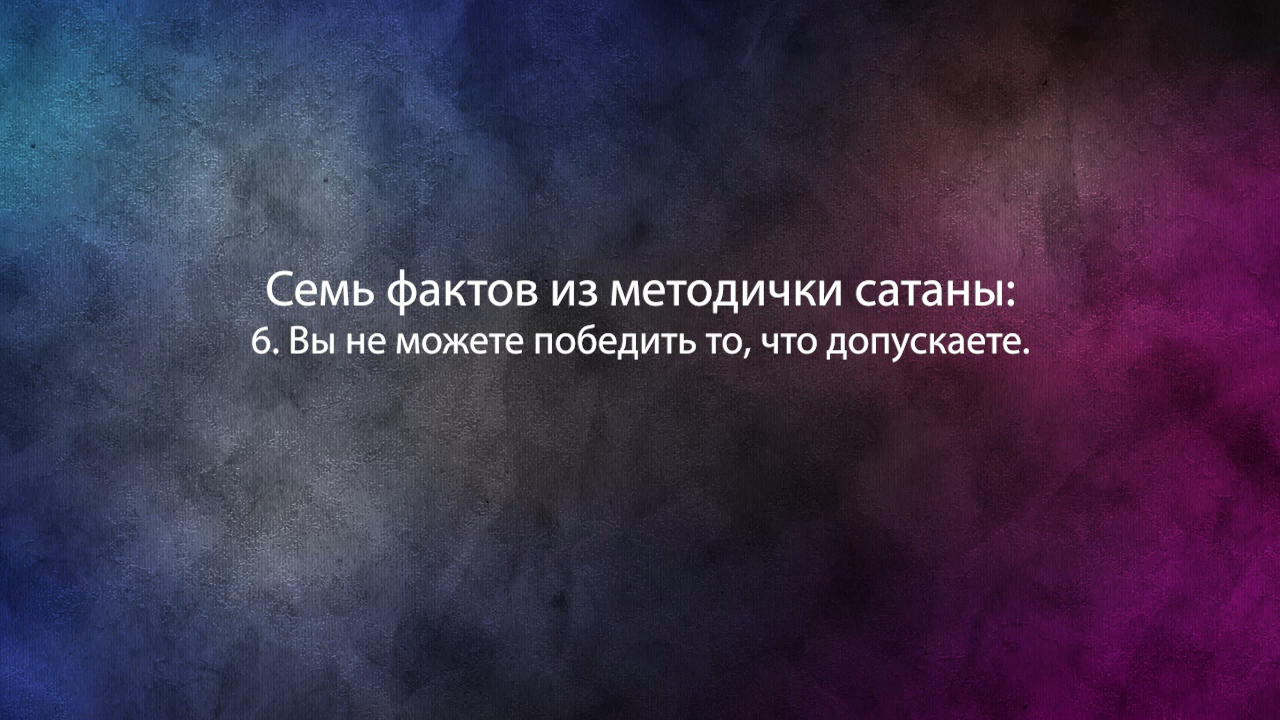 Семь фактов из методички сатаны:
6. Вы не можете победить то, что допускаете.